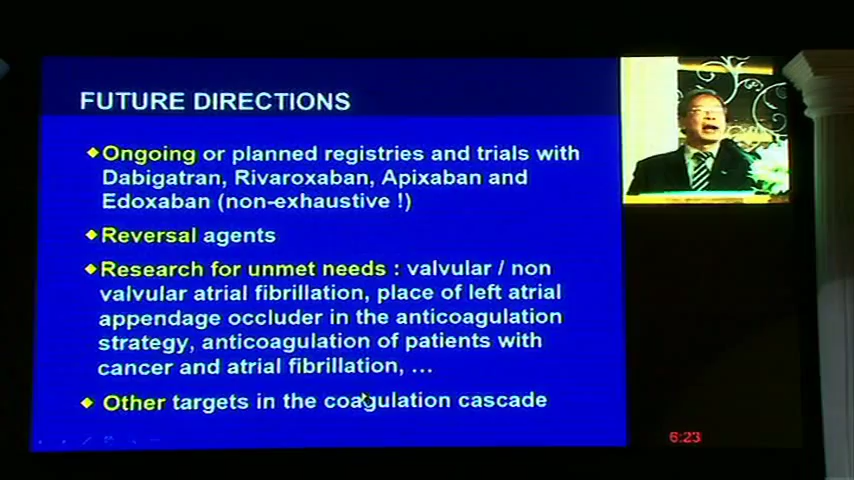 FUTURE DIRECTIONS
Ongoing or planned registries and trials with
Dabigatran, Rivaroxaban, Apixaban and
Edoxaban (non-exhaustive !)
Reversal agents
Research for unmet needs : valvular / non
valvular atrial fibrillation, place of left atrial
appendage occluder in the anticoagulation
strategy, anticoagulation of patients with
cancer and atrial fibrillation, ...
Other targets in the coagulation cascade
6:23